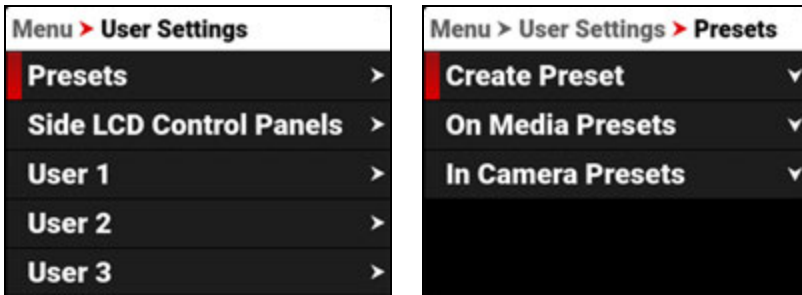 Menu > User Settings
Presets >
Side LCD Control Panels >
User 1 >
User 2 >
User 3 >
Menu > User Settings > Presets
Create Preset
On Media Presets
In Camera Presets